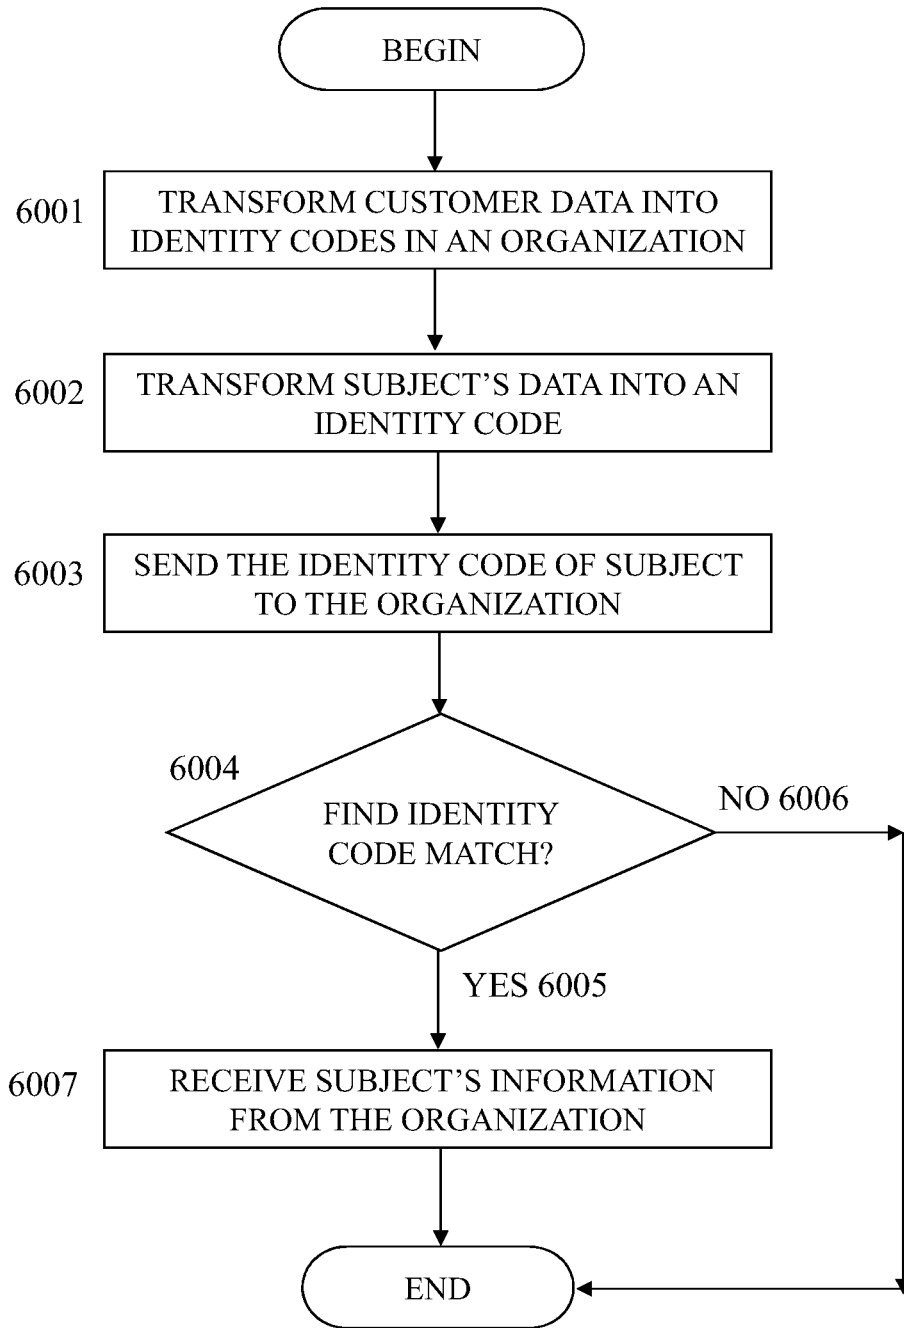 BEGIN
6001
TRANSFORM CUSTOMER DATA INTO
IDENTITY CODES IN AN ORGANIZATION
6002
TRANSFORM SUBJECT’S DATA INTO AN
IDENTITY CODE
6003
SEND THE IDENTITY CODE OF SUBJECT
TO THE ORGANIZATION
6004
FIND IDENTITY
CODE MATCH?
NO 6006
YES 6005
6007
RECEIVE SUBJECT’S INFORMATION
FROM THE ORGANIZATION
END